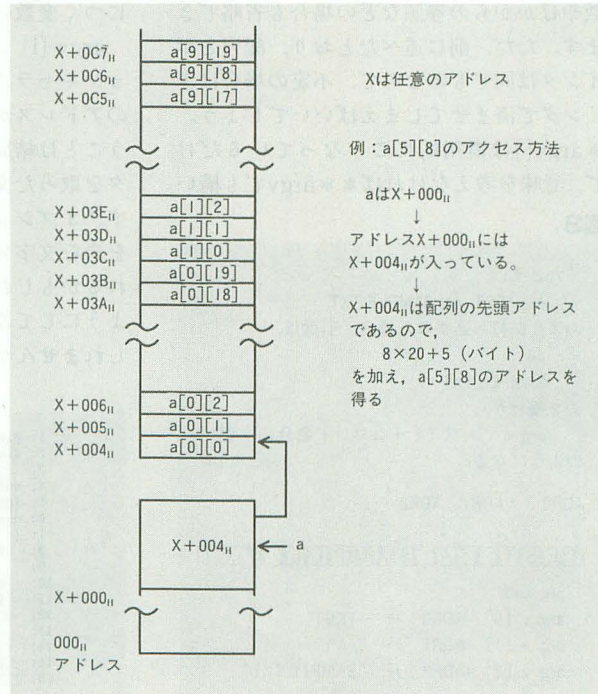 X+0C7H a[9][19]
X+0C6H a[9][18]
X+0C5H a[9][17]
X+03EH a[1][2]
X+03DH a[1][1]
X+03CH a[1][0]
X+03BH a[0][19]
X+03AH a[0][18]
X+006H a[0][2]
X+005H a[0][1]
X+004H a[0][0]
X+004H
a
X+000H
000H
アドレス
Xは任意のアドレス
例：a[5][8]のアクセス方法
aはX+000H
↓
アドレスX+000Hには
X+004Hが入っている。
↓
X+004Hは配列の先頭アドレス
であるので，
8×20+5（バイト）
を加え，a[5][8]のアドレスを
得る